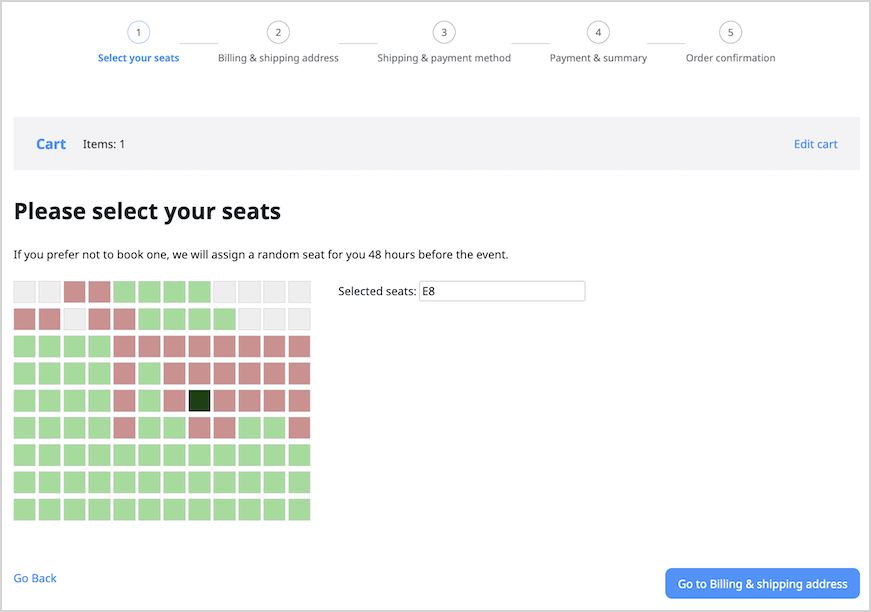 1 2 3 4 5
Select your seats Billing & shipping address Shipping & payment method Payment & summary Order confirmation
Cart Items: 1 Edit cart
Please select your seats
If you prefer not to book one, we will assign a random seat for you 48 hours before the event.
Selected seats: E8
Go Back
Go to Billing & shipping address